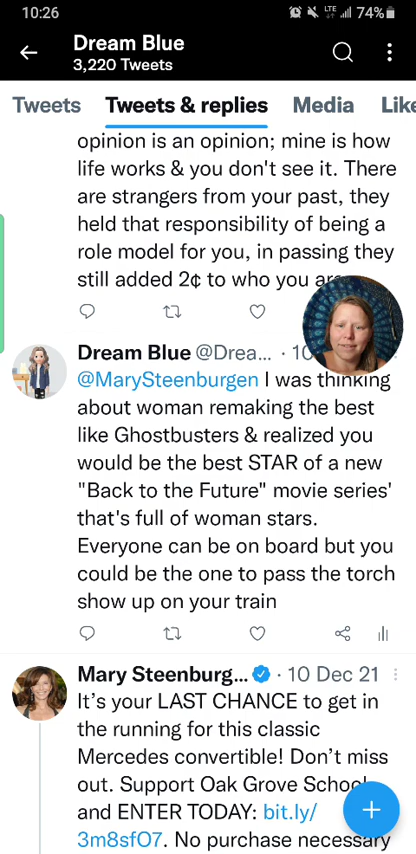 10:26 LTE 74%
Dream Blue
3,220 Tweets
Tweets Tweets & replies Media Like
opinion is an opinion; mine is how
life works & you don't see it. There
are strangers from your past, they
held that responsibility of being a
role model for you, in passing they
still added 2¢ to who you are
Dream Blue @Drea... · 10
@MarySteenburgen I was thinking
about woman remaking the best
like Ghostbusters & realized you
would be the best STAR of a new
"Back to the Future" movie series'
that's full of woman stars.
Everyone can be on board but you
could be the one to pass the torch
show up on your train
Mary Steenburg... · 10 Dec 21
It's your LAST CHANCE to get in
the running for this classic
Mercedes convertible! Don't miss
out. Support Oak Grove School
and ENTER TODAY: bit.ly/
3m8sfO7. No purchase necessary